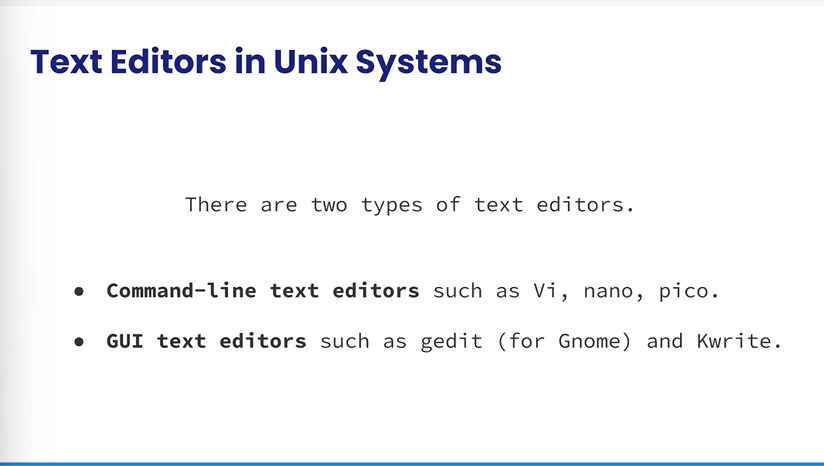 Text Editors in Unix Systems
There are two types of text editors.
● Command-line text editors such as Vi, nano, pico.
● GUI text editors such as gedit (for Gnome) and Kwrite.